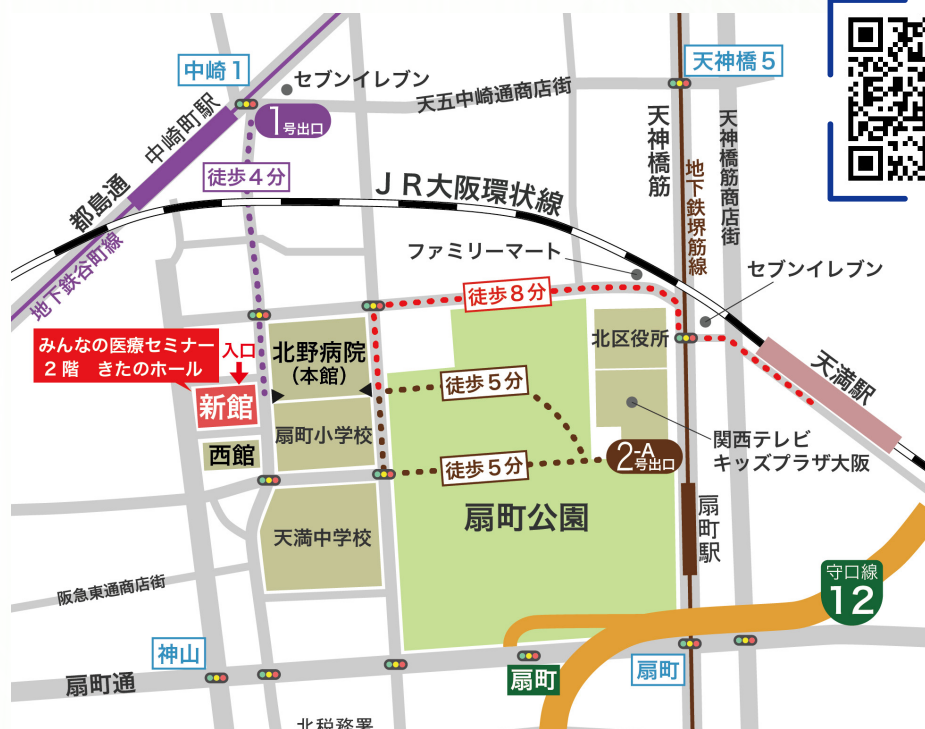 中崎1
セブンイレブン
天神橋5
天五中崎通商店街
1号出口
中崎町駅
都島通
地下鉄谷町線
徒歩4分
JR大阪環状線
天神橋筋
天神橋筋商店街
地下鉄堺筋線
ファミリーマート
セブンイレブン
徒歩8分
みんなの医療セミナー
2階 きたのホール
入口
新館
西館
北野病院
(本館)
扇町小学校
天満中学校
北区役所
天満駅
徒歩5分
徒歩5分
2-A号出口
関西テレビ
キッズプラザ大阪
扇町公園
扇町駅
守口線
12
阪急東通商店街
神山
扇町通
扇町
扇町
北税務署